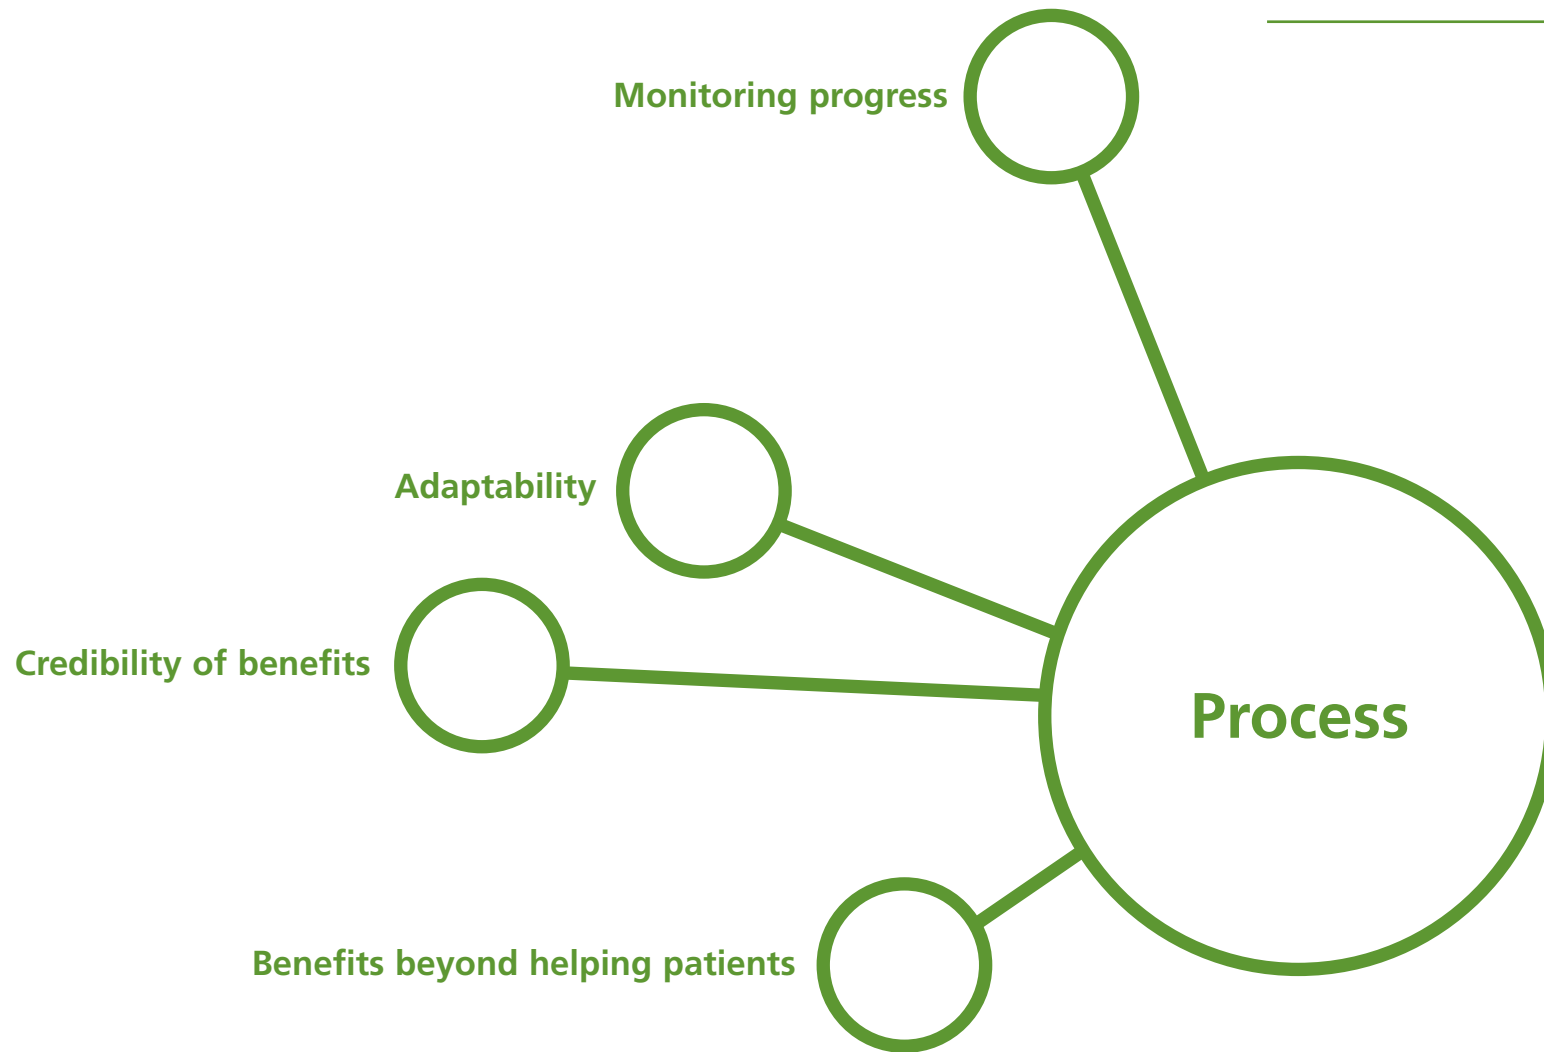 Monitoring progress
Adaptability
Credibility of benefits
Process
Benefits beyond helping patients